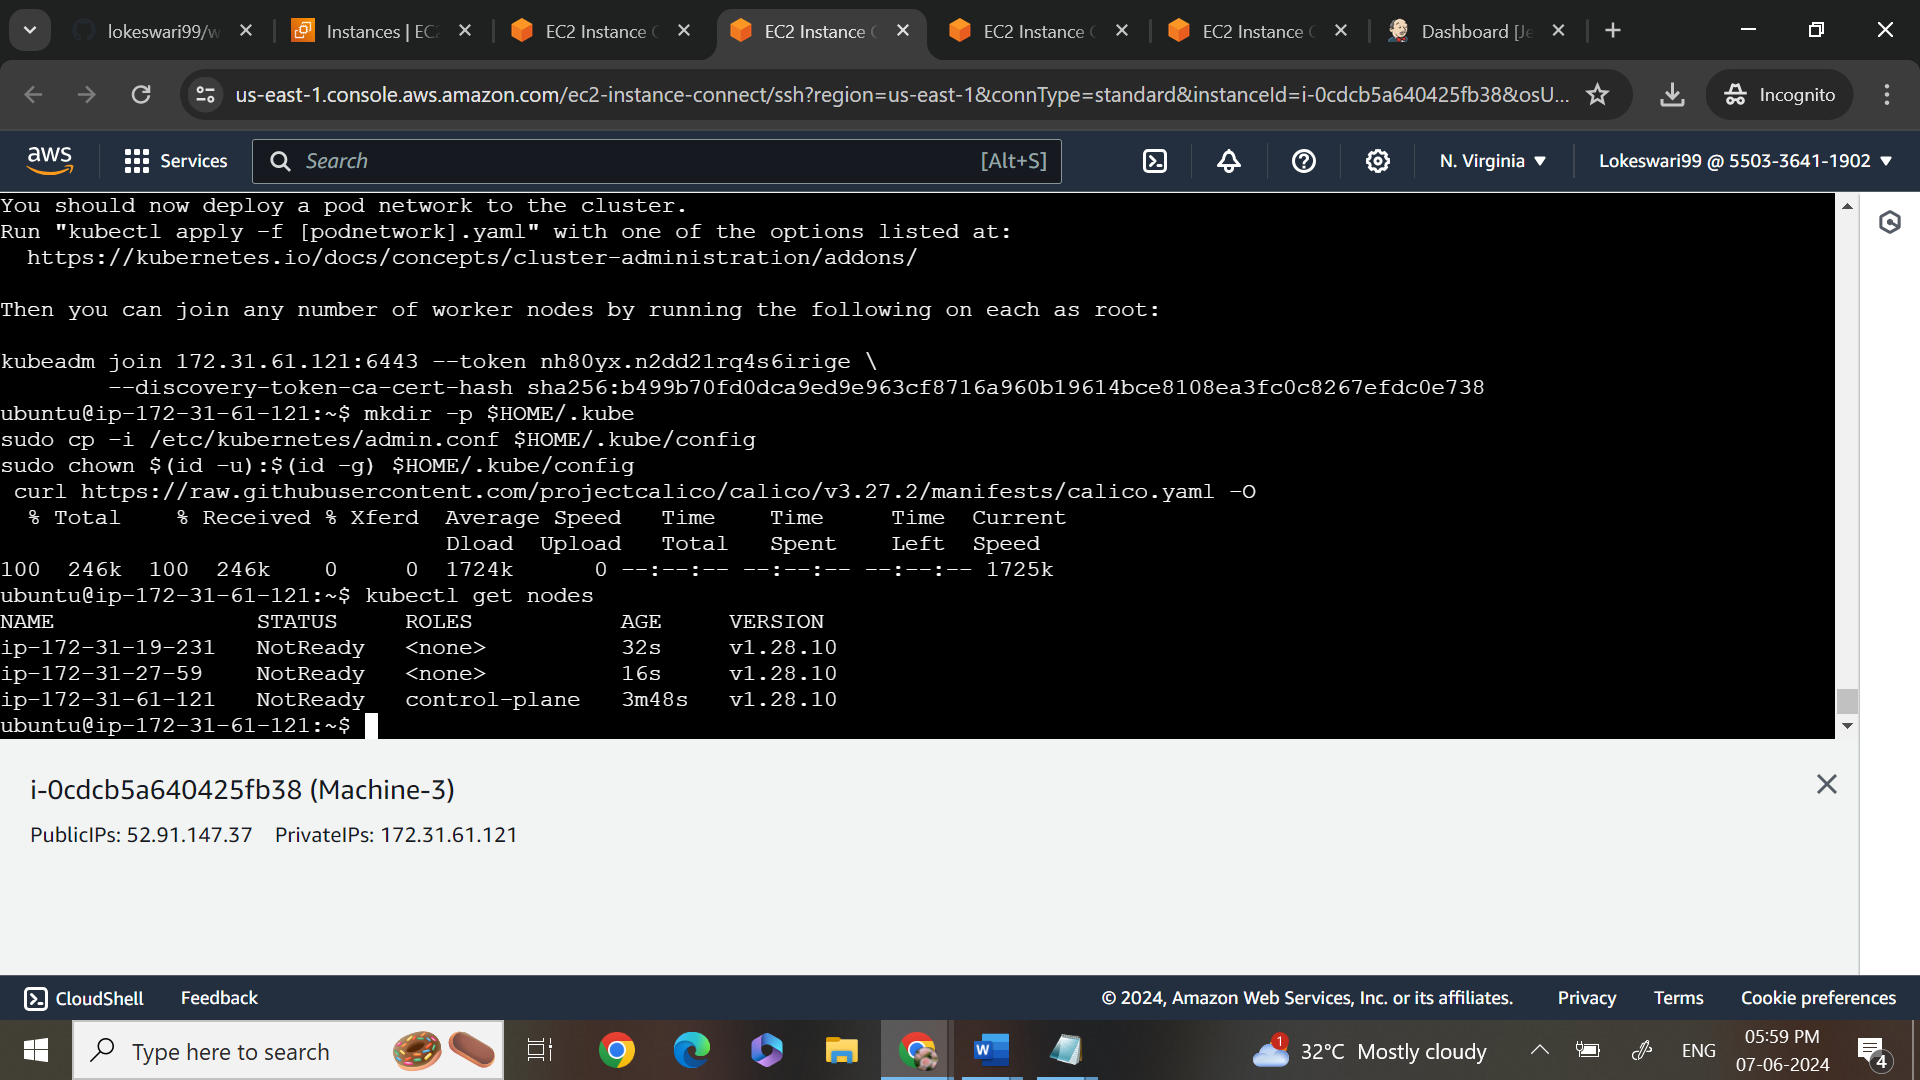 lokeswari99/w
Instances | EC
EC2 Instance
EC2 Instance
EC2 Instance
EC2 Instance
Dashboard [Je
us-east-1.console.aws.amazon.com/ec2-instance-connect/ssh?region=us-east-1&connType=standard&instanceId=i-0cdcb5a640425fb38&osU...
Incognito
aws
Services
Search
[Alt+S]
N. Virginia
Lokeswari99 @ 5503-3641-1902
You should now deploy a pod network to the cluster.
Run "kubectl apply -f [podnetwork].yaml" with one of the options listed at:
https://kubernetes.io/docs/concepts/cluster-administration/addons/
Then you can join any number of worker nodes by running the following on each as root:
kubeadm join 172.31.61.121:6443 --token nh80yx.n2dd21rq4s6irige \
--discovery-token-ca-cert-hash sha256:b499b70fd0dca9ed9e963cf8716a960b19614bce8108ea3fc0c8267efdc0e738
ubuntu@ip-172-31-61-121:~$ mkdir -p $HOME/.kube
sudo cp -i /etc/kubernetes/admin.conf $HOME/.kube/config
sudo chown $(id -u):$(id -g) $HOME/.kube/config
curl https://raw.githubusercontent.com/projectcalico/calico/v3.27.2/manifests/calico.yaml -O
% Total % Received % Xferd Average Speed Time Time Time Current
Dload Upload Total Spent Left Speed
100 246k 100 246k 0 0 1724k 0 --:--:-- --:--:-- --:--:-- 1725k
ubuntu@ip-172-31-61-121:~$ kubectl get nodes
NAME STATUS ROLES AGE VERSION
ip-172-31-19-231 NotReady <none> 32s v1.28.10
ip-172-31-27-59 NotReady <none> 16s v1.28.10
ip-172-31-61-121 NotReady control-plane 3m48s v1.28.10
ubuntu@ip-172-31-61-121:~$
i-0cdcb5a640425fb38 (Machine-3)
PublicIPs: 52.91.147.37 PrivateIPs: 172.31.61.121
CloudShell
Feedback
© 2024, Amazon Web Services, Inc. or its affiliates.
Privacy
Terms
Cookie preferences
Type here to search
1
32°C Mostly cloudy
ENG
05:59 PM
07-06-2024
4